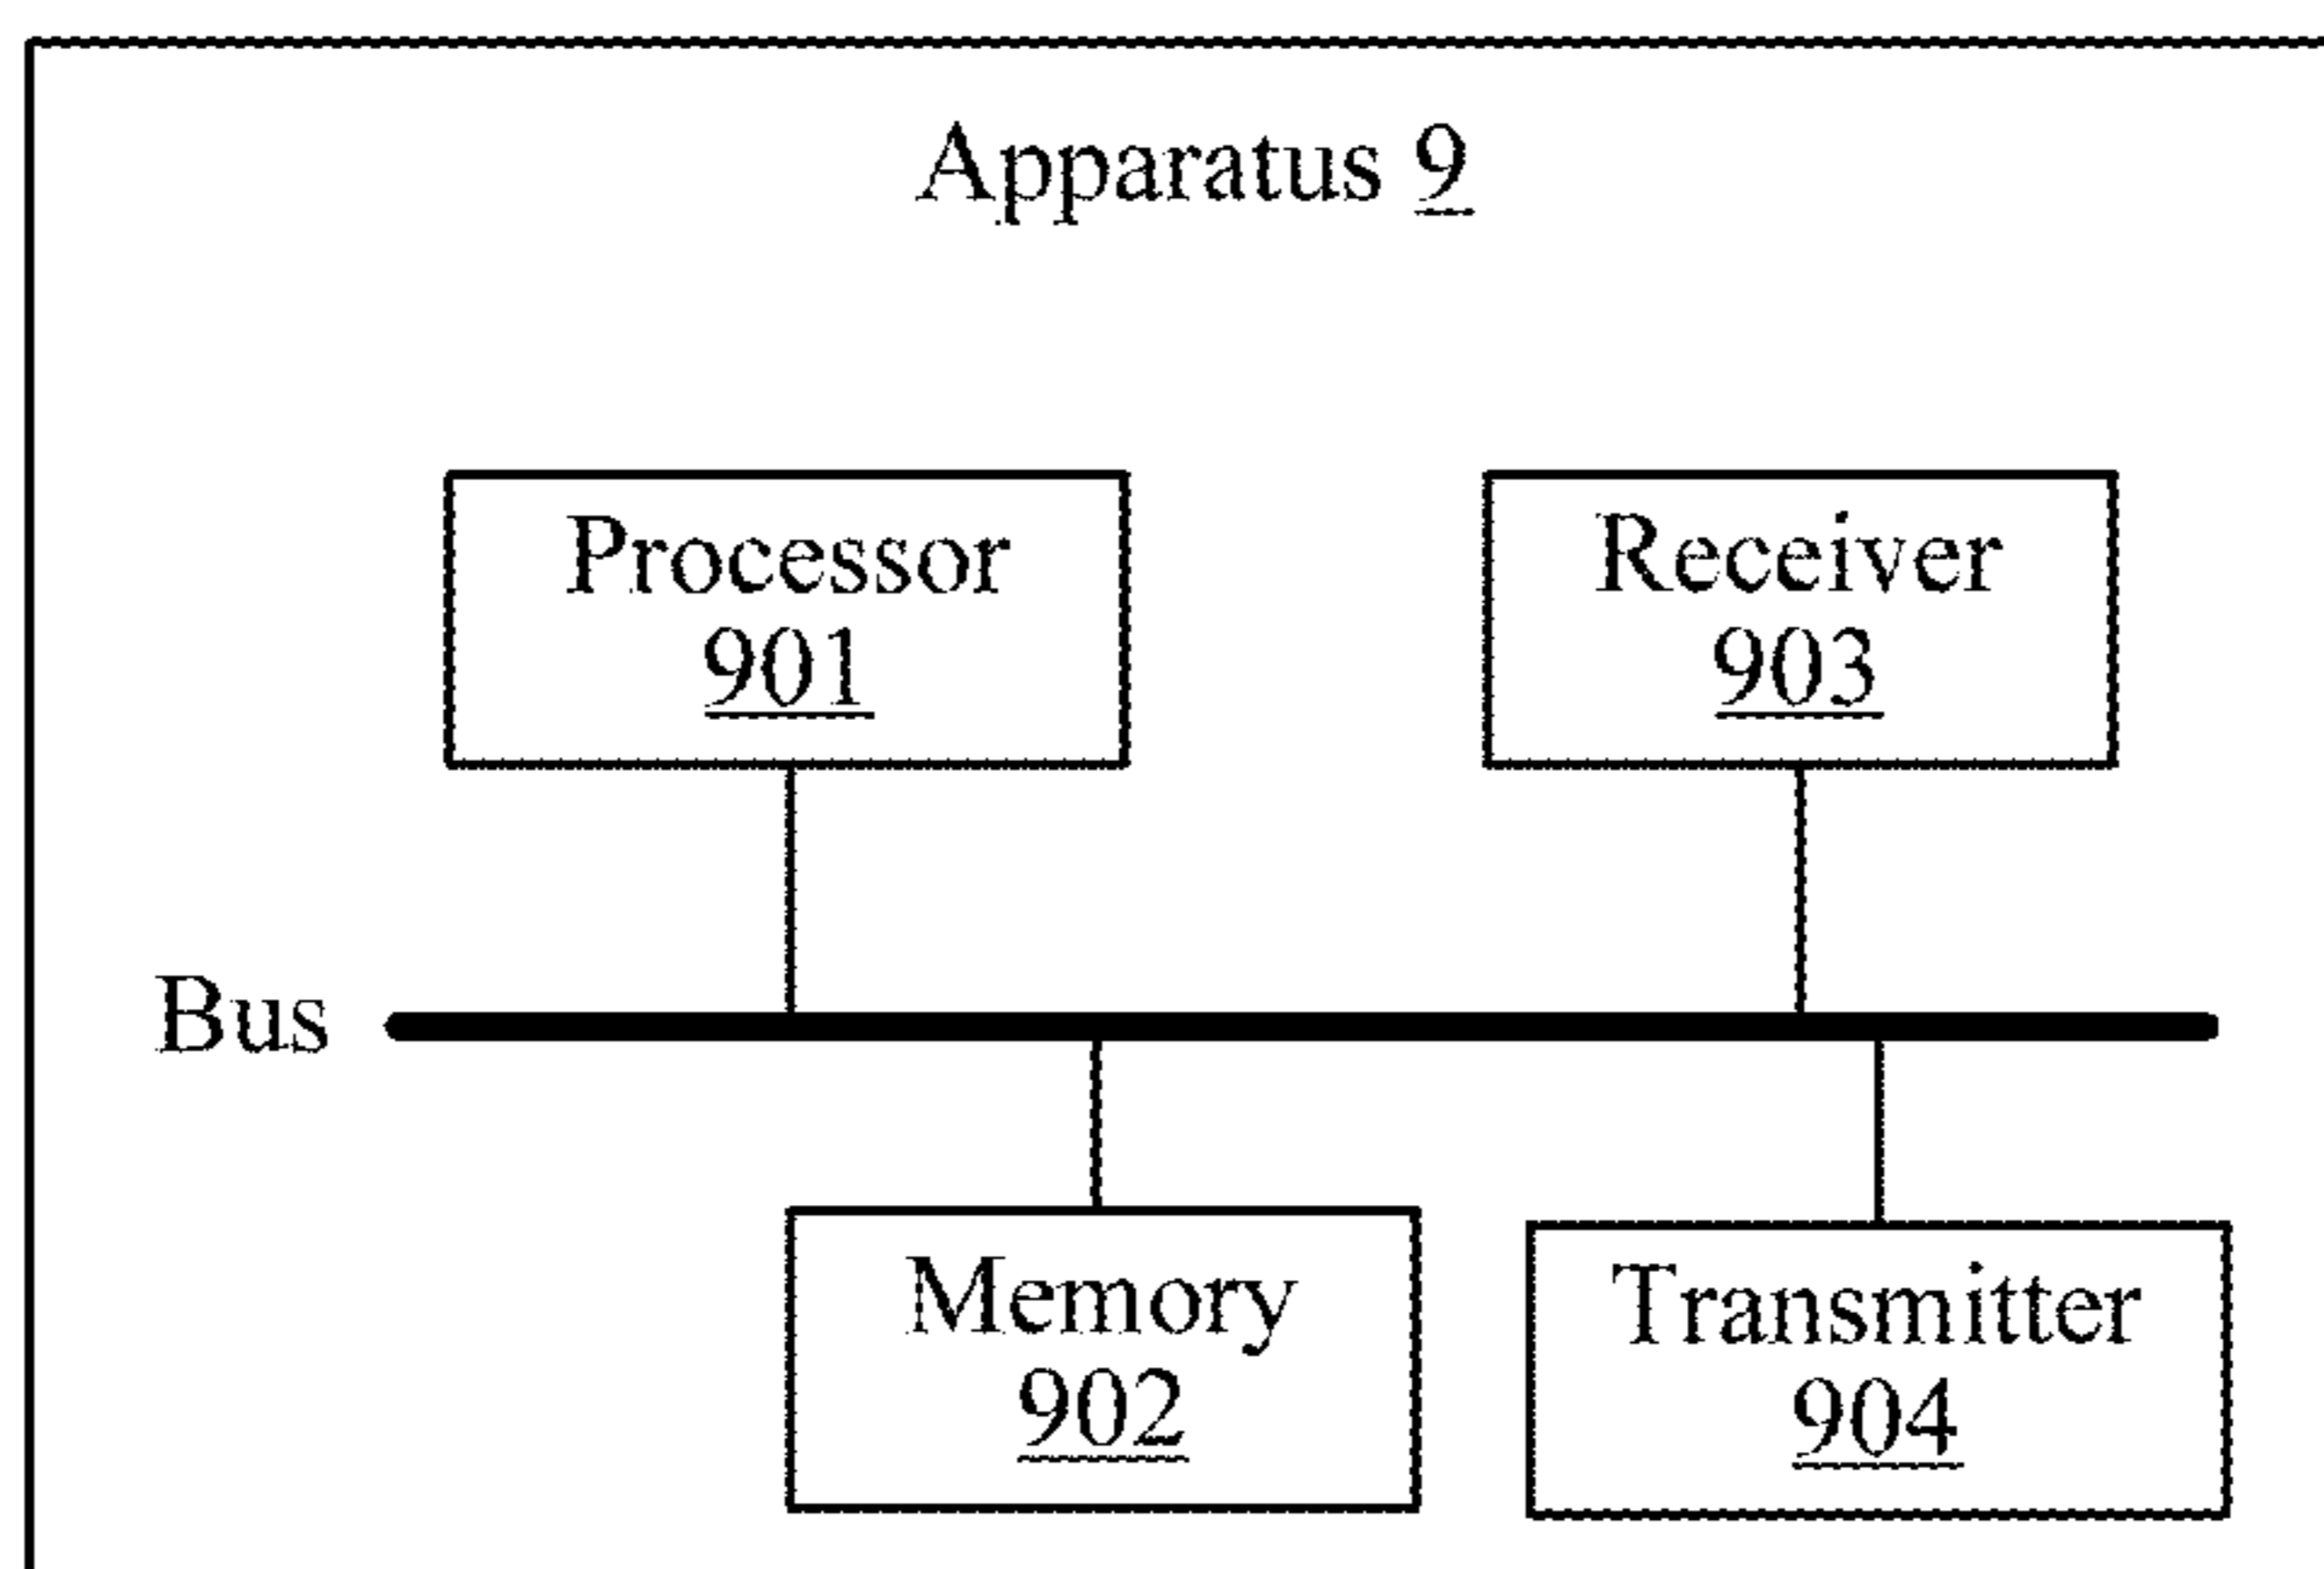 Apparatus 9
Processor
901
Receiver
903
Bus
Memory
902
Transmitter
904